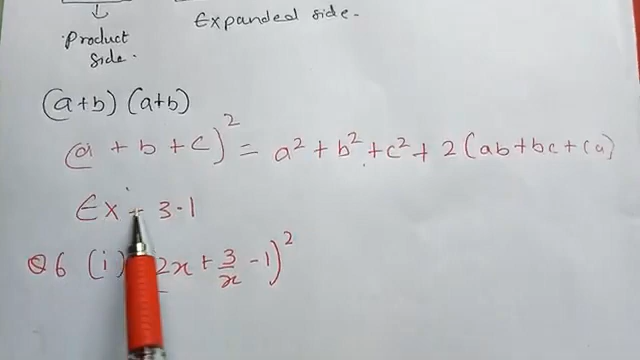 Expanded side.
Product
side.
(a+b) (a+b)
(a + b + c)² = a² + b² + c² + 2(ab+bc+ca)
Ex - 3.1
Q6 (i) 2x + 3/x - 1)²